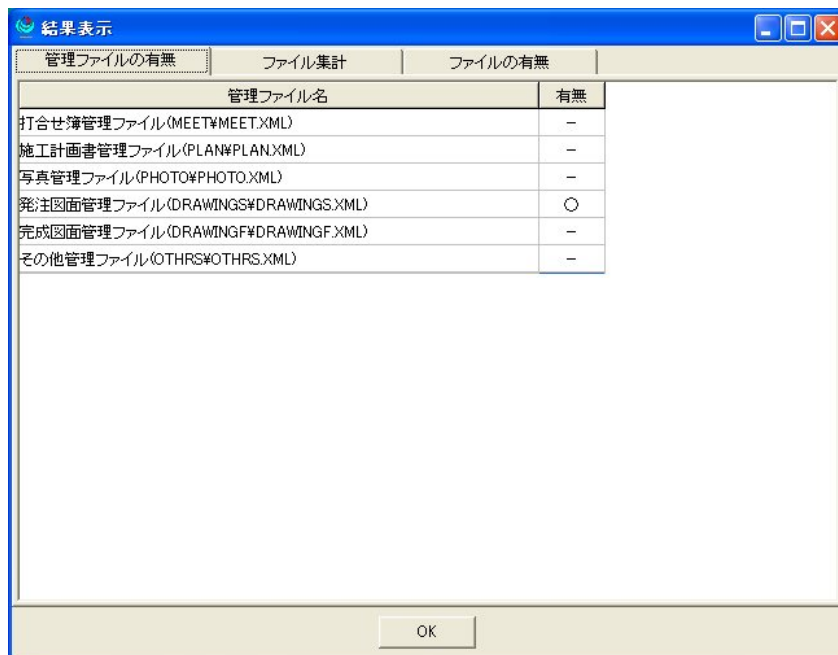 結果表示
管理ファイルの有無 ファイル集計 ファイルの有無
管理ファイル名 有無
打合せ簿管理ファイル(MEET¥MEET.XML) －
施工計画書管理ファイル(PLAN¥PLAN.XML) －
写真管理ファイル(PHOTO¥PHOTO.XML) －
発注図面管理ファイル(DRAWINGS¥DRAWINGS.XML) ○
完成図面管理ファイル(DRAWINGF¥DRAWINGF.XML) －
その他管理ファイル(OTHRS¥OTHRS.XML) －
OK